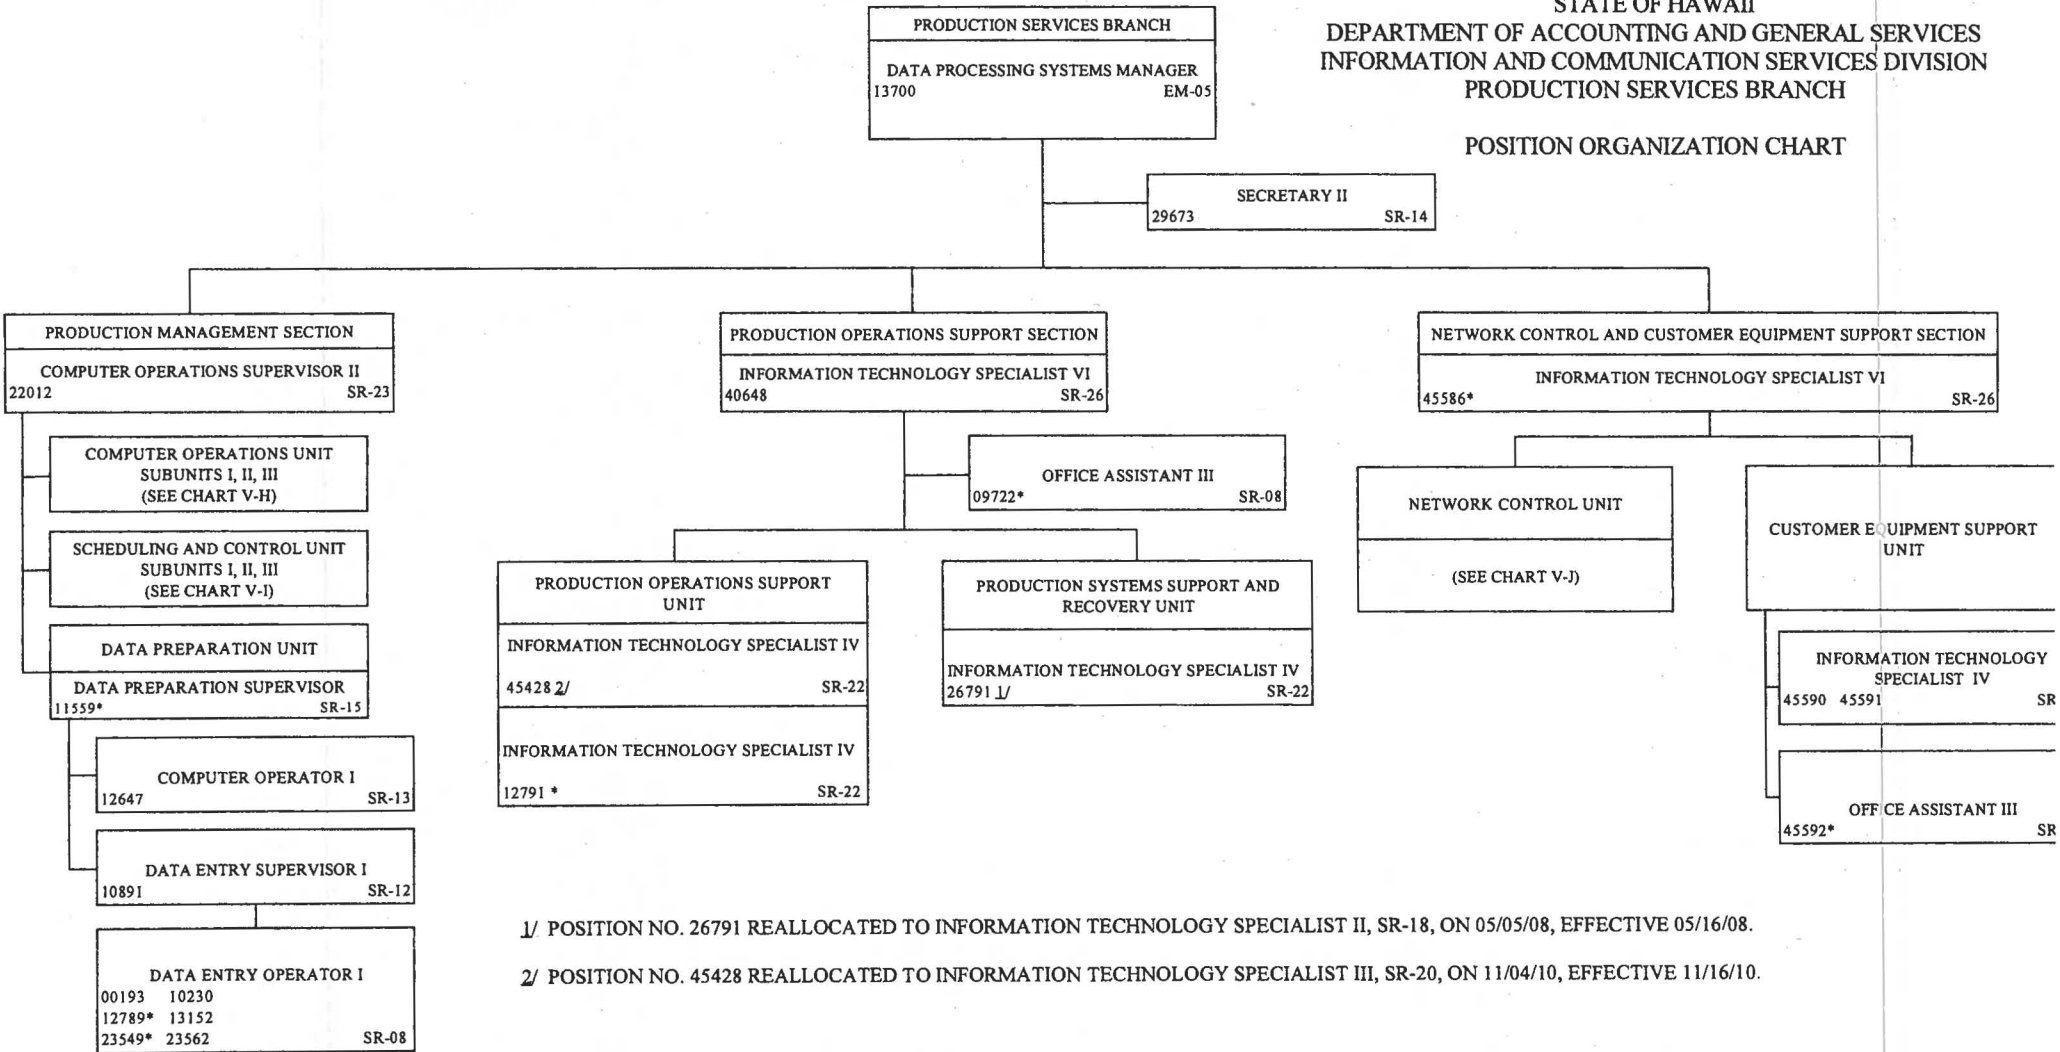 STATE OF HAWAII
DEPARTMENT OF ACCOUNTING AND GENERAL SERVICES
INFORMATION AND COMMUNICATION SERVICES DIVISION
PRODUCTION SERVICES BRANCH
POSITION ORGANIZATION CHART
PRODUCTION SERVICES BRANCH
DATA PROCESSING SYSTEMS MANAGER
13700 EM-05
SECRETARY II
29673 SR-14
PRODUCTION MANAGEMENT SECTION
COMPUTER OPERATIONS SUPERVISOR II
22012 SR-23
COMPUTER OPERATIONS UNIT
SUBUNITS I, II, III
(SEE CHART V-H)
SCHEDULING AND CONTROL UNIT
SUBUNITS I, II, III
(SEE CHART V-I)
DATA PREPARATION UNIT
DATA PREPARATION SUPERVISOR
11559* SR-15
COMPUTER OPERATOR I
12647 SR-13
DATA ENTRY SUPERVISOR I
10891 SR-12
DATA ENTRY OPERATOR I
00193 10230
12789* 13152
23549* 23562 SR-08
PRODUCTION OPERATIONS SUPPORT SECTION
INFORMATION TECHNOLOGY SPECIALIST VI
40648 SR-26
OFFICE ASSISTANT III
09722* SR-08
PRODUCTION OPERATIONS SUPPORT
UNIT
INFORMATION TECHNOLOGY SPECIALIST IV
45428 2/ SR-22
INFORMATION TECHNOLOGY SPECIALIST IV
12791 * SR-22
PRODUCTION SYSTEMS SUPPORT AND
RECOVERY UNIT
INFORMATION TECHNOLOGY SPECIALIST IV
26791 1/ SR-22
NETWORK CONTROL AND CUSTOMER EQUIPMENT SUPPORT SECTION
INFORMATION TECHNOLOGY SPECIALIST VI
45586* SR-26
NETWORK CONTROL UNIT
(SEE CHART V-J)
CUSTOMER EQUIPMENT SUPPORT
UNIT
INFORMATION TECHNOLOGY
SPECIALIST IV
45590 45591 SR
OFFICE ASSISTANT III
45592* SR
1/ POSITION NO. 26791 REALLOCATED TO INFORMATION TECHNOLOGY SPECIALIST II, SR-18, ON 05/05/08, EFFECTIVE 05/16/08.
2/ POSITION NO. 45428 REALLOCATED TO INFORMATION TECHNOLOGY SPECIALIST III, SR-20, ON 11/04/10, EFFECTIVE 11/16/10.